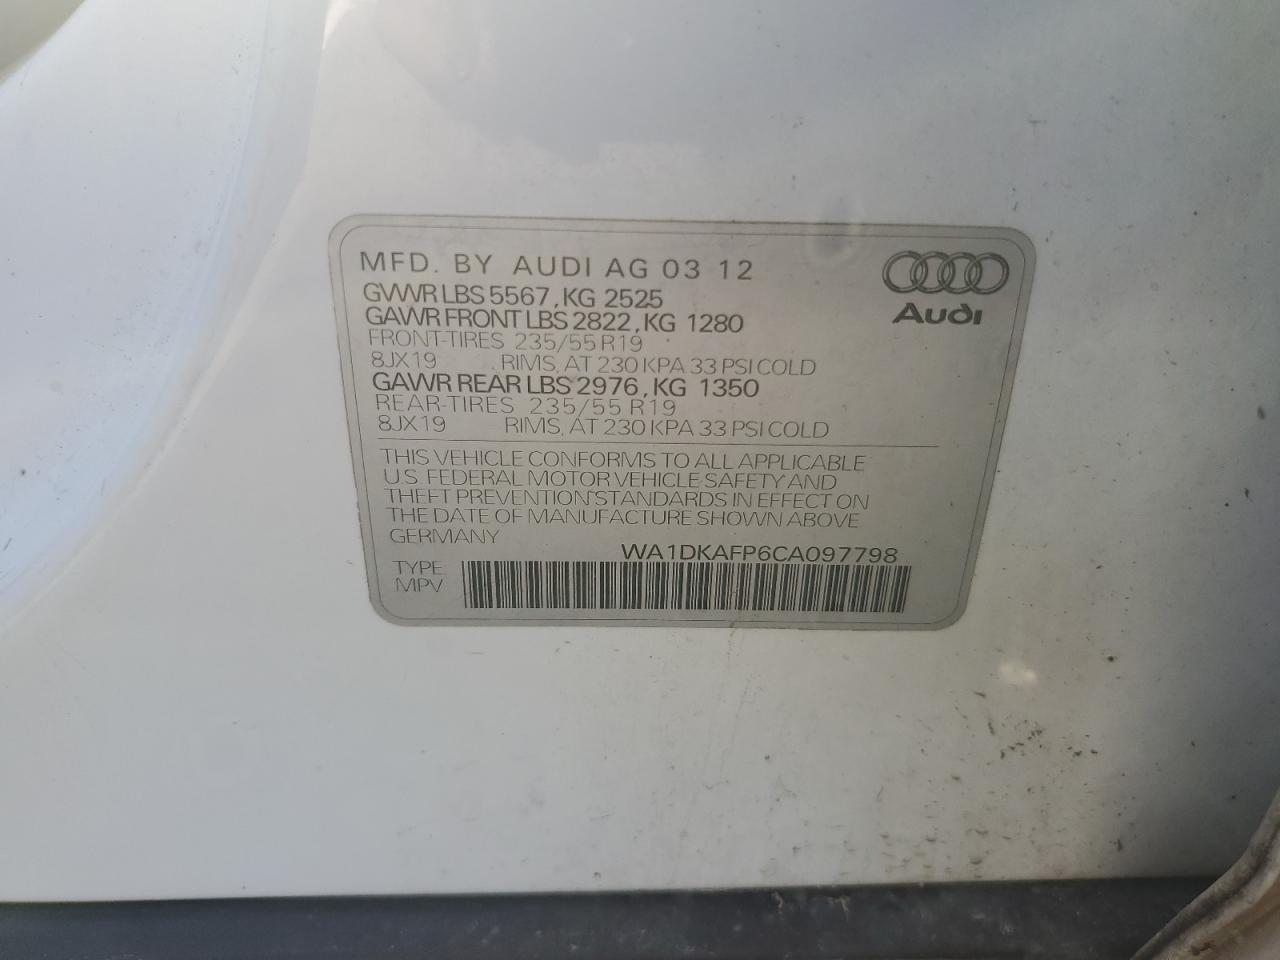 MFD. BY AUDI AG 03 12
GVWR LBS 5567, KG 2525
GAWR FRONT LBS 2822, KG 1280
FRONT-TIRES 235/55 R19
8JX19 RIMS, AT 230 KPA 33 PSI COLD
GAWR REAR LBS 2976, KG 1350
REAR-TIRES 235/55 R19
8JX19 RIMS, AT 230 KPA 33 PSI COLD
Audi
THIS VEHICLE CONFORMS TO ALL APPLICABLE
U.S. FEDERAL MOTOR VEHICLE SAFETY AND
THEFT PREVENTION STANDARDS IN EFFECT ON
THE DATE OF MANUFACTURE SHOWN ABOVE
GERMANY
WA1DKAFP6CA097798
TYPE:
MPV